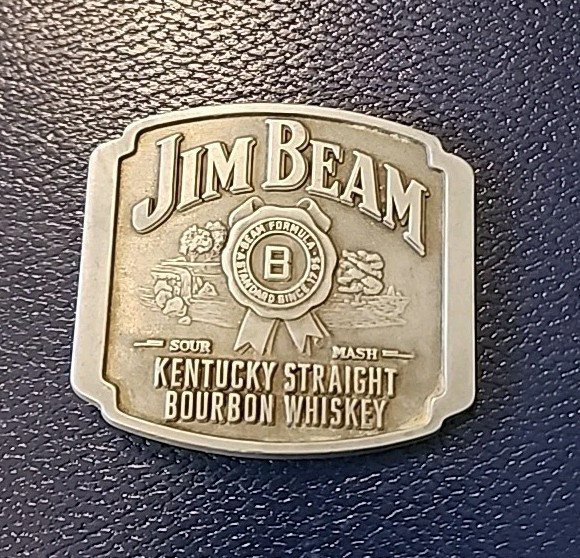 JIM BEAM
BEAM FORMULA
B
A STANDARD SINCE 1795
SOUR MASH
KENTUCKY STRAIGHT
BOURBON WHISKEY